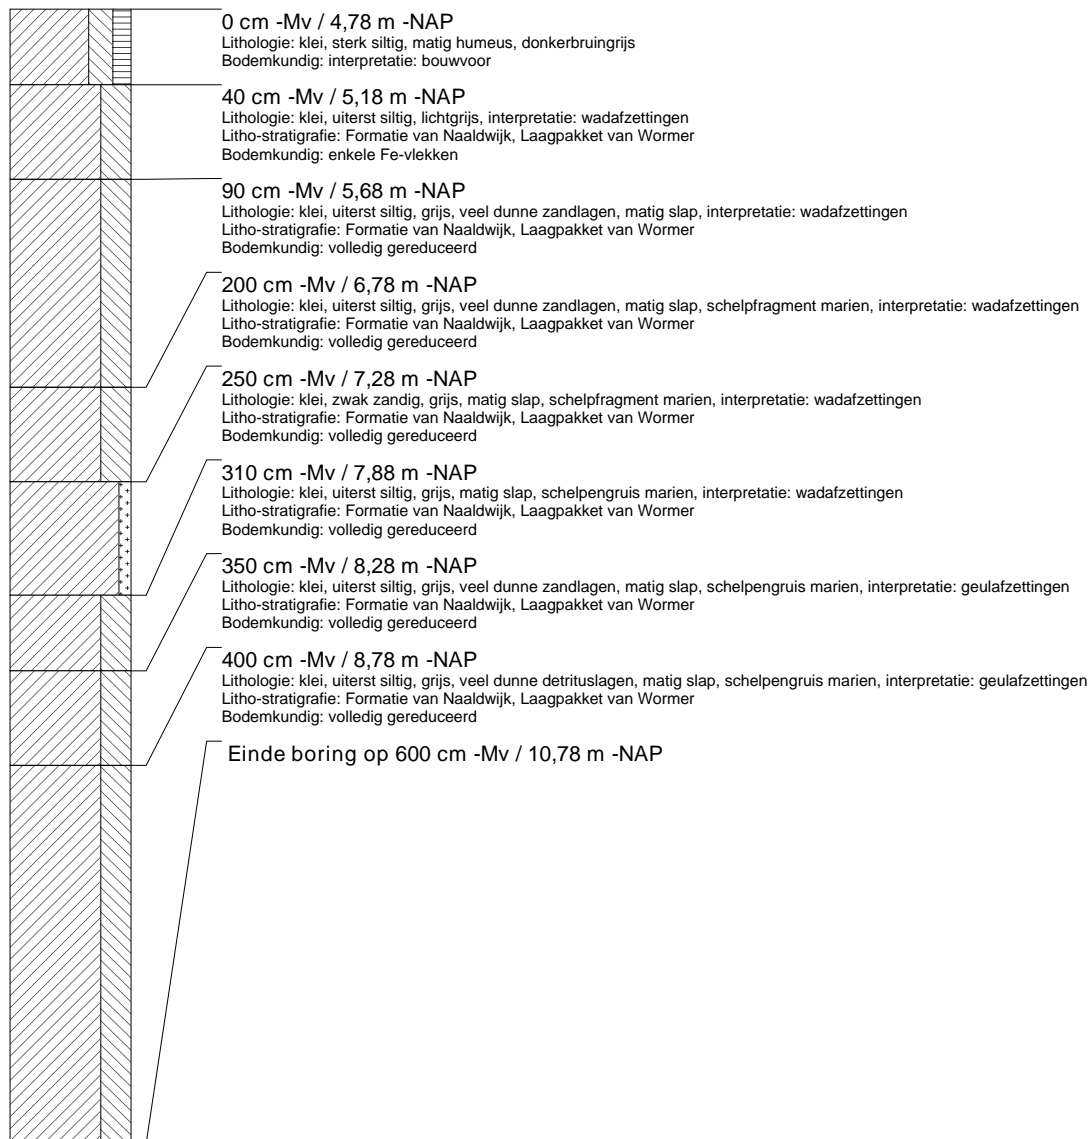 0 cm -Mv / 4,78 m -NAP
Lithologie: klei, sterk siltig, matig humeus, donkerbruingrijs
Bodemkundig: interpretatie: bouwvoor
40 cm -Mv / 5,18 m -NAP
Lithologie: klei, uiterst siltig, lichtgrijs, interpretatie: wadafzettingen
Litho-stratigrafie: Formatie van Naaldwijk, Laagpakket van Wormer
Bodemkundig: enkele Fe-vlekken
90 cm -Mv / 5,68 m -NAP
Lithologie: klei, uiterst siltig, grijs, veel dunne zandlagen, matig slap, interpretatie: wadafzettingen
Litho-stratigrafie: Formatie van Naaldwijk, Laagpakket van Wormer
Bodemkundig: volledig gereduceerd
200 cm -Mv / 6,78 m -NAP
Lithologie: klei, uiterst siltig, grijs, veel dunne zandlagen, matig slap, schelpfragment marien, interpretatie: wadafzettingen
Litho-stratigrafie: Formatie van Naaldwijk, Laagpakket van Wormer
Bodemkundig: volledig gereduceerd
250 cm -Mv / 7,28 m -NAP
Lithologie: klei, zwak zandig, grijs, matig slap, schelpfragment marien, interpretatie: wadafzettingen
Litho-stratigrafie: Formatie van Naaldwijk, Laagpakket van Wormer
Bodemkundig: volledig gereduceerd
310 cm -Mv / 7,88 m -NAP
Lithologie: klei, uiterst siltig, grijs, matig slap, schelpengruis marien, interpretatie: wadafzettingen
Litho-stratigrafie: Formatie van Naaldwijk, Laagpakket van Wormer
Bodemkundig: volledig gereduceerd
350 cm -Mv / 8,28 m -NAP
Lithologie: klei, uiterst siltig, grijs, veel dunne zandlagen, matig slap, schelpengruis marien, interpretatie: geulafzettingen
Litho-stratigrafie: Formatie van Naaldwijk, Laagpakket van Wormer
Bodemkundig: volledig gereduceerd
400 cm -Mv / 8,78 m -NAP
Lithologie: klei, uiterst siltig, grijs, veel dunne detrituslagen, matig slap, schelpengruis marien, interpretatie: geulafzettingen
Litho-stratigrafie: Formatie van Naaldwijk, Laagpakket van Wormer
Bodemkundig: volledig gereduceerd
Einde boring op 600 cm -Mv / 10,78 m -NAP